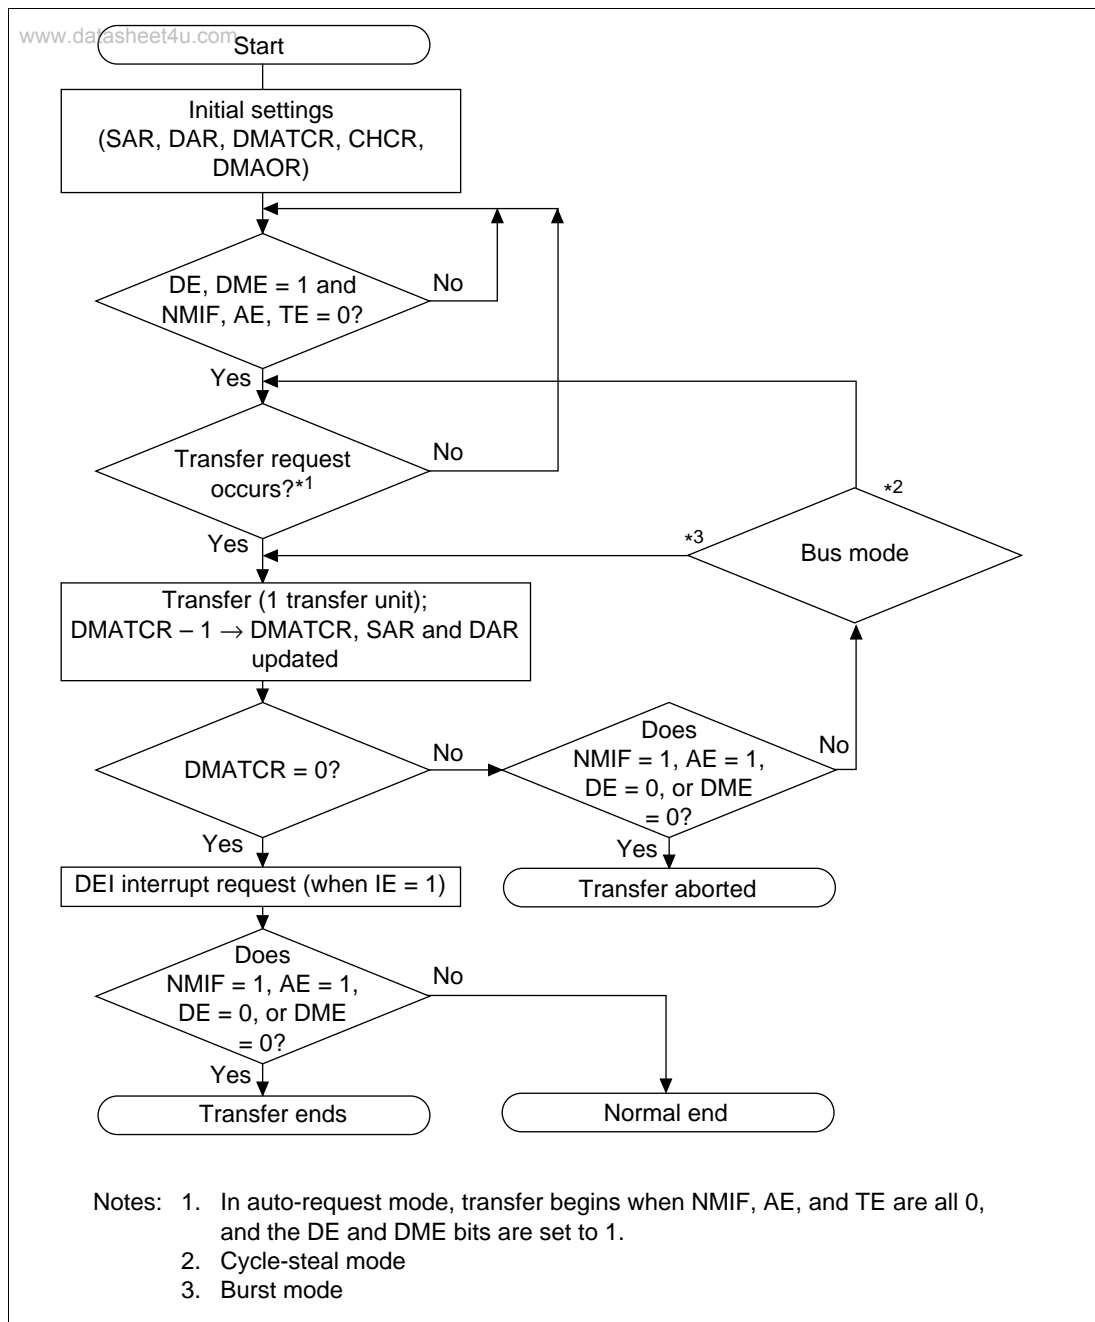 www.datasheet4u.com
Start
Initial settings
(SAR, DAR, DMATCR, CHCR,
DMAOR)
DE, DME = 1 and
NMIF, AE, TE = 0?
No
Yes
Transfer request
occurs?*1
No
*2
Bus mode
*3
Yes
Transfer (1 transfer unit);
DMATCR – 1 → DMATCR, SAR and DAR
updated
DMATCR = 0?
No
Does
NMIF = 1, AE = 1,
DE = 0, or DME
= 0?
No
Yes
Yes
DEI interrupt request (when IE = 1)
Transfer aborted
Does
NMIF = 1, AE = 1,
DE = 0, or DME
= 0?
No
Yes
Transfer ends
Normal end
Notes: 1. In auto-request mode, transfer begins when NMIF, AE, and TE are all 0,
and the DE and DME bits are set to 1.
2. Cycle-steal mode
3. Burst mode